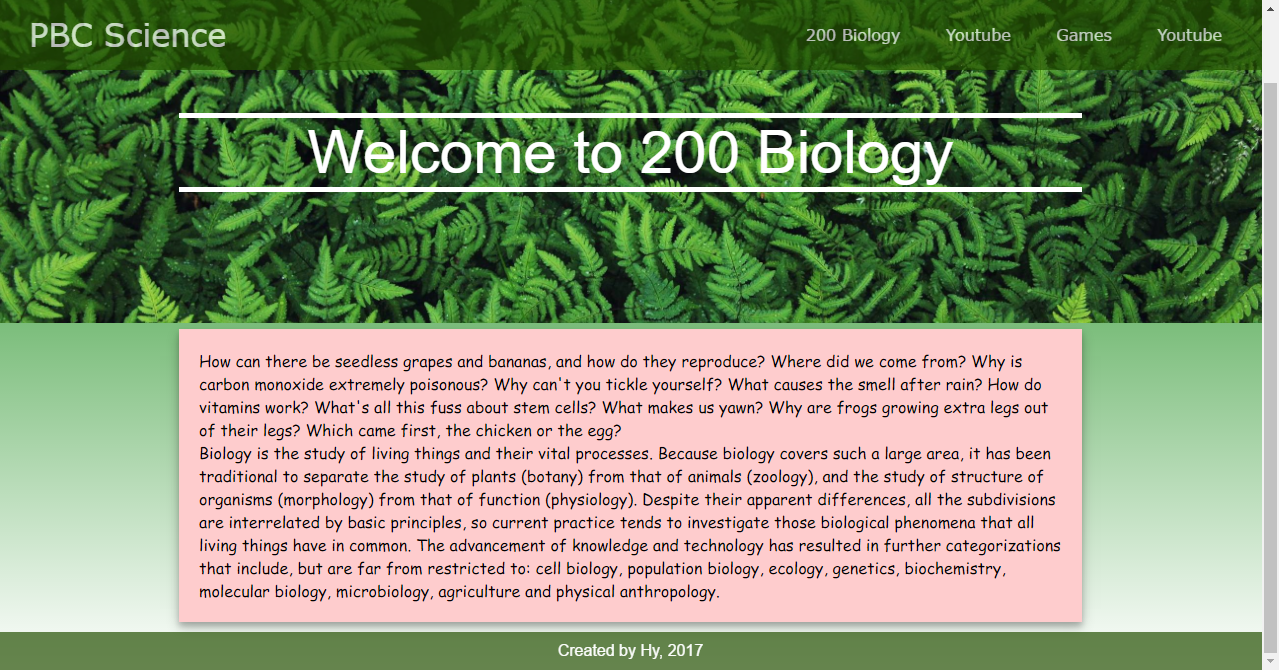 PBC Science
200 Biology Youtube Games Youtube
Welcome to 200 Biology
How can there be seedless grapes and bananas, and how do they reproduce? Where did we come from? Why is
carbon monoxide extremely poisonous? Why can't you tickle yourself? What causes the smell after rain? How do
vitamins work? What's all this fuss about stem cells? What makes us yawn? Why are frogs growing extra legs out
of their legs? Which came first, the chicken or the egg?
Biology is the study of living things and their vital processes. Because biology covers such a large area, it has been
traditional to separate the study of plants (botany) from that of animals (zoology), and the study of structure of
organisms (morphology) from that of function (physiology). Despite their apparent differences, all the subdivisions
are interrelated by basic principles, so current practice tends to investigate those biological phenomena that all
living things have in common. The advancement of knowledge and technology has resulted in further categorizations
that include, but are far from restricted to: cell biology, population biology, ecology, genetics, biochemistry,
molecular biology, microbiology, agriculture and physical anthropology.
Created by Hy, 2017